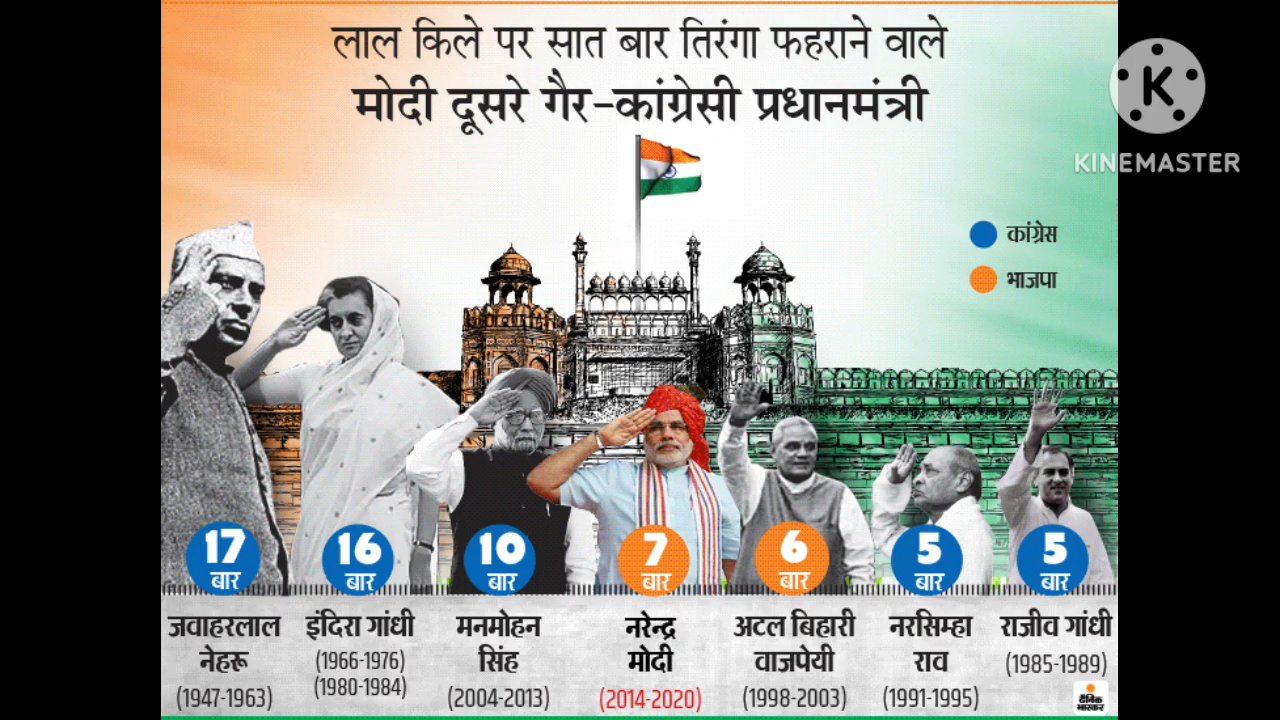 लाल किले पर सात बार तिरंगा फहराने वाले
मोदी दूसरे गैर-कांग्रेसी प्रधानमंत्री
K
KINEMASTER
कांग्रेस
भाजपा
17 बार
16 बार
10 बार
7 बार
6 बार
5 बार
5 बार
जवाहरलाल नेहरू
(1947-1963)
इंदिरा गांधी
(1966-1976)
(1980-1984)
मनमोहन सिंह
(2004-2013)
नरेन्द्र मोदी
(2014-2020)
अटल बिहारी वाजपेयी
(1998-2003)
नरसिम्हा राव
(1991-1995)
राजीव गांधी
(1985-1989)
दैनिक भास्कर